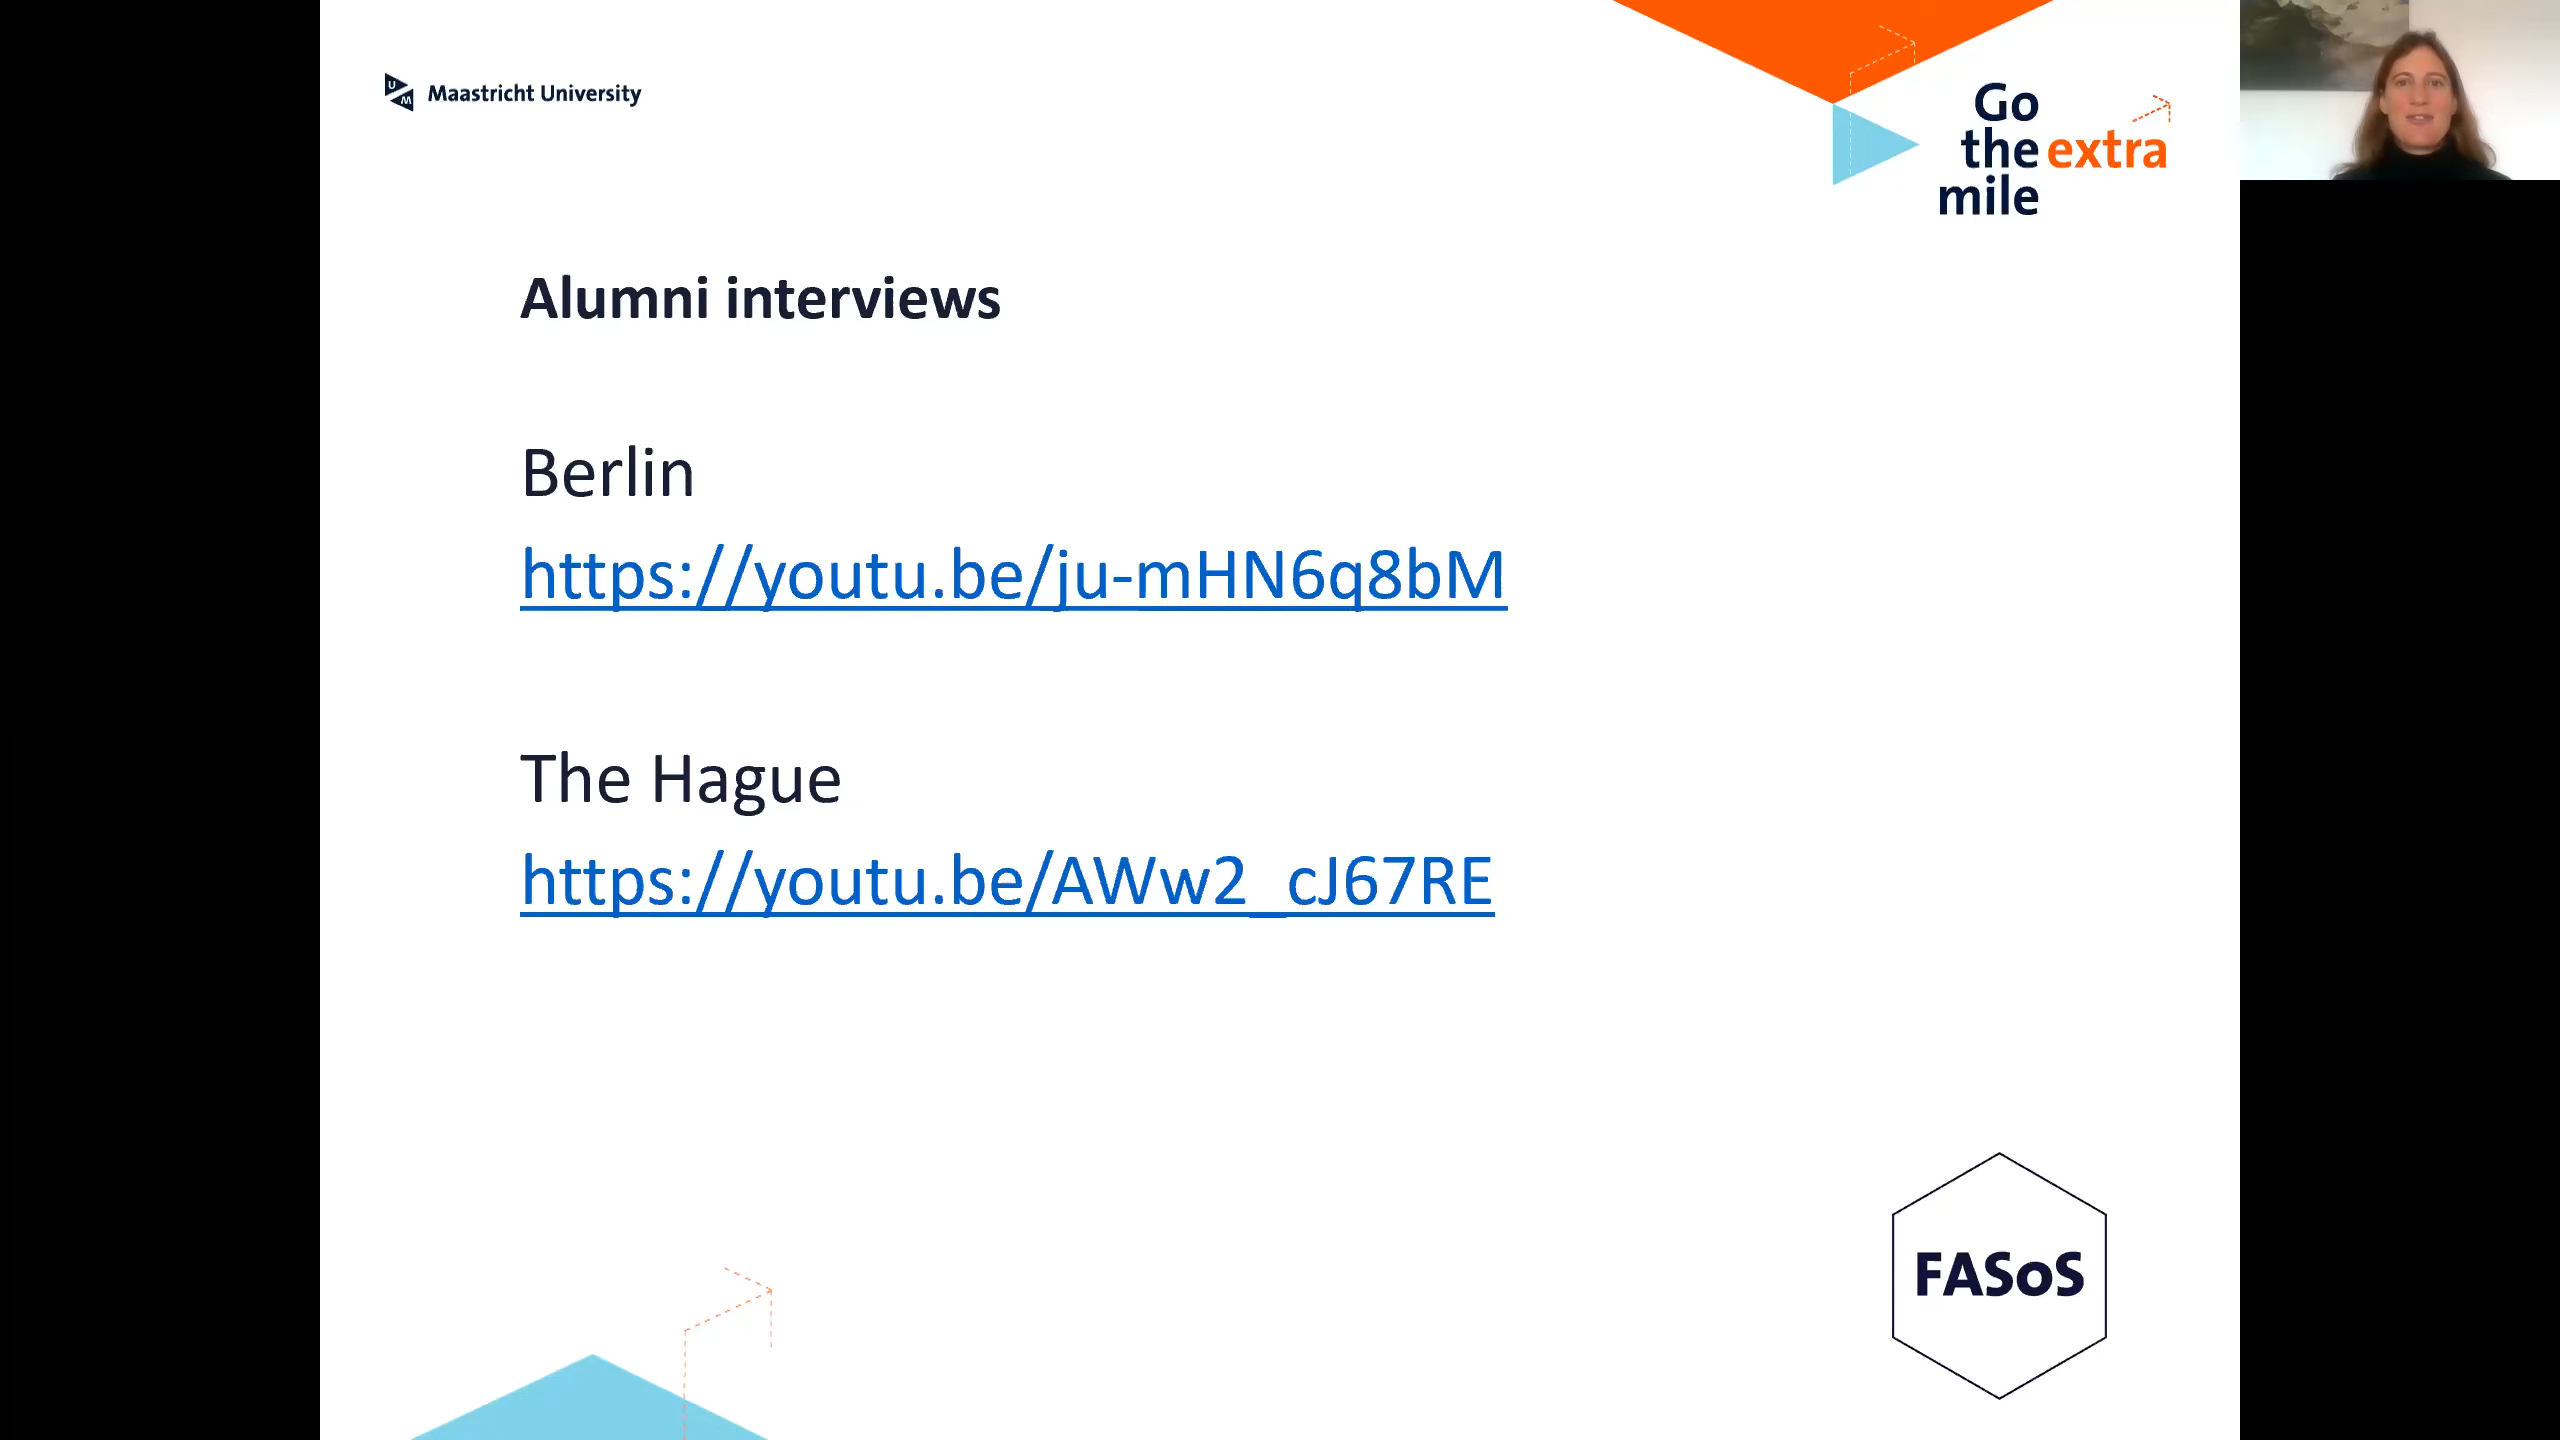 UM Maastricht University
Go
the extra
mile
Alumni interviews
Berlin
https://youtu.be/ju-mHN6q8bM
The Hague
https://youtu.be/AWw2_cJ67RE
FASoS